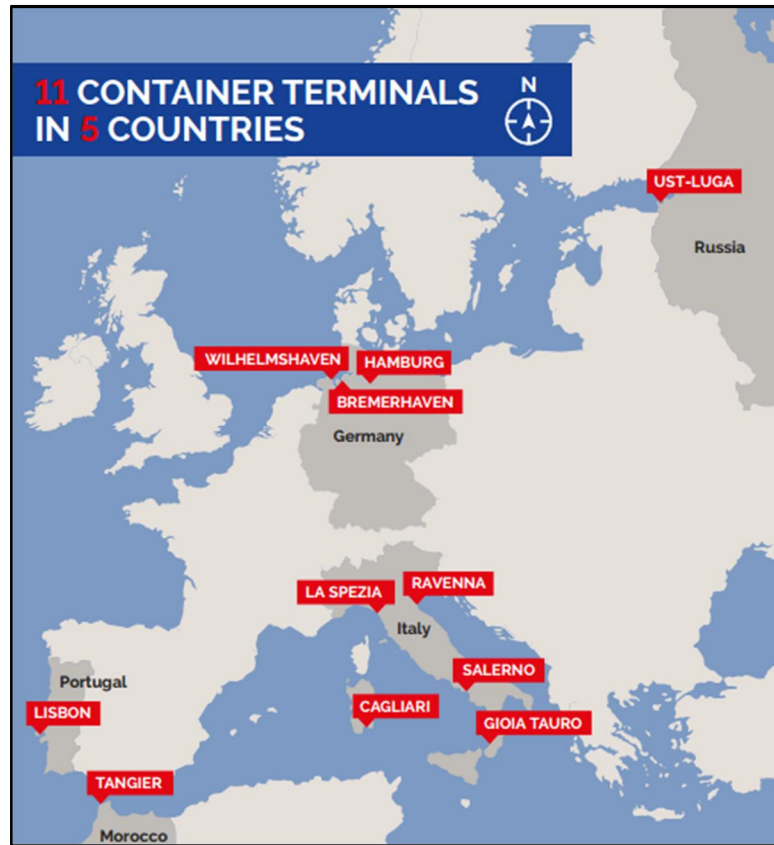 11 CONTAINER TERMINALS
IN 5 COUNTRIES
N
UST-LUGA
Russia
WILHELMSHAVEN
HAMBURG
BREMERHAVEN
Germany
RAVENNA
LA SPEZIA
Italy
SALERNO
Portugal
CAGLIARI
LISBON
GIOIA TAURO
TANGIER
Morocco